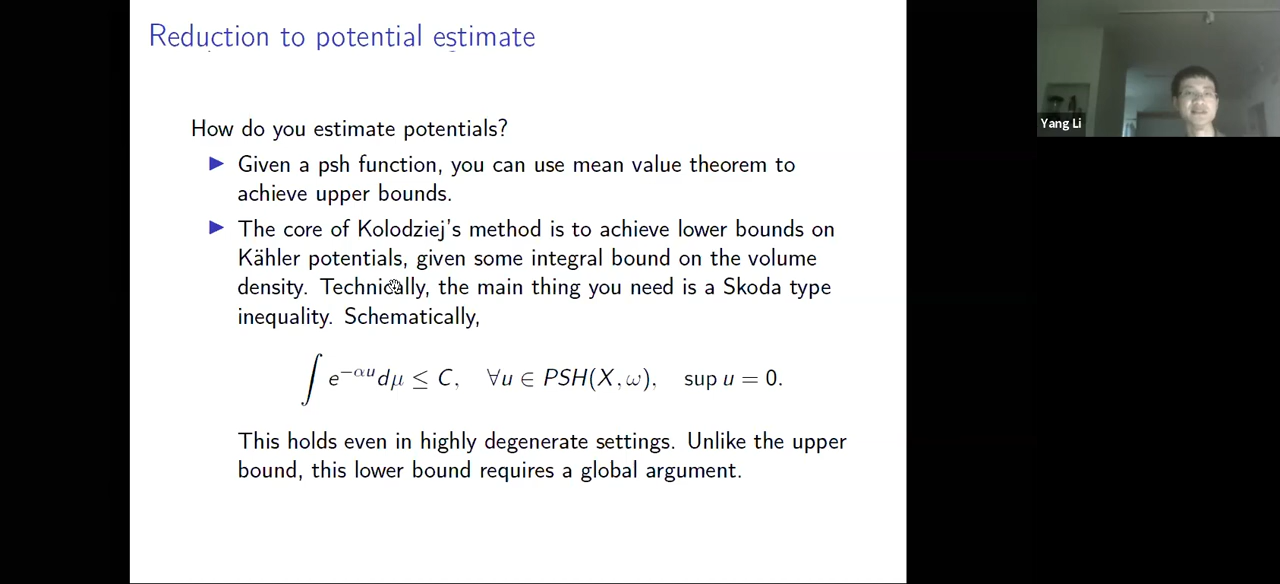 Reduction to potential estimate
How do you estimate potentials?
Given a psh function, you can use mean value theorem to
achieve upper bounds.
The core of Kolodziej's method is to achieve lower bounds on
Kähler potentials, given some integral bound on the volume
density. Technically, the main thing you need is a Skoda type
inequality. Schematically,
∫ e^{−αu} dμ ≤ C, ∀u ∈ PSH(X, ω), sup u = 0.
This holds even in highly degenerate settings. Unlike the upper
bound, this lower bound requires a global argument.
Yang Li